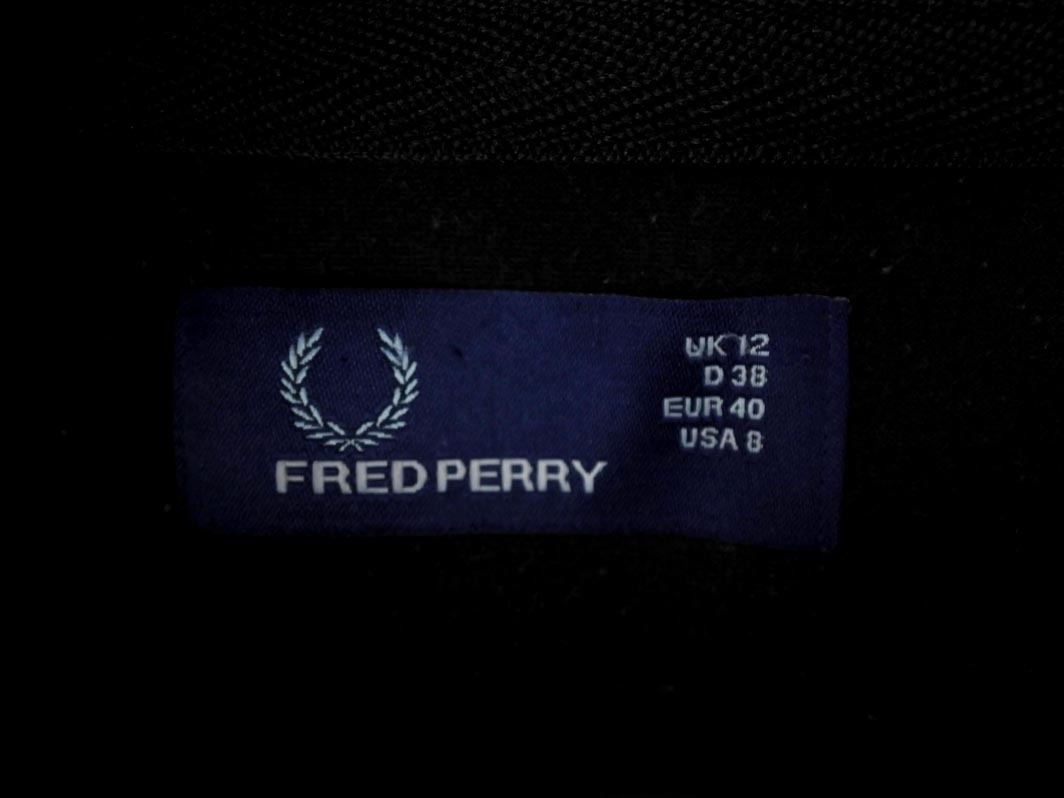 UK 12
D 38
EUR 40
USA 8
FRED PERRY